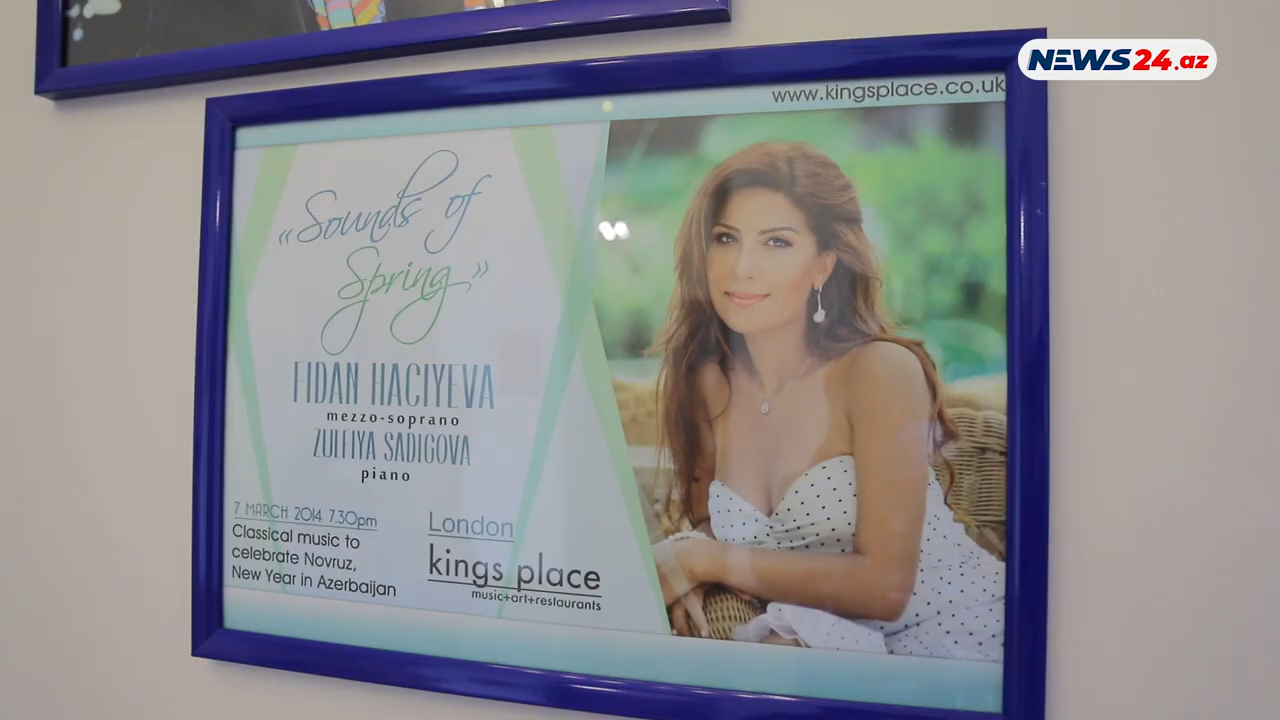 NEWS24.az
www.kingsplace.co.uk
«Sounds of
Spring»
FIDAN HACIYEVA
mezzo-soprano
ZULFIYA SADIGOVA
piano
7 MARCH 2014 7.30pm
Classical music to
celebrate Novruz,
New Year in Azerbaijan
London
kings place
music+art+restaurants